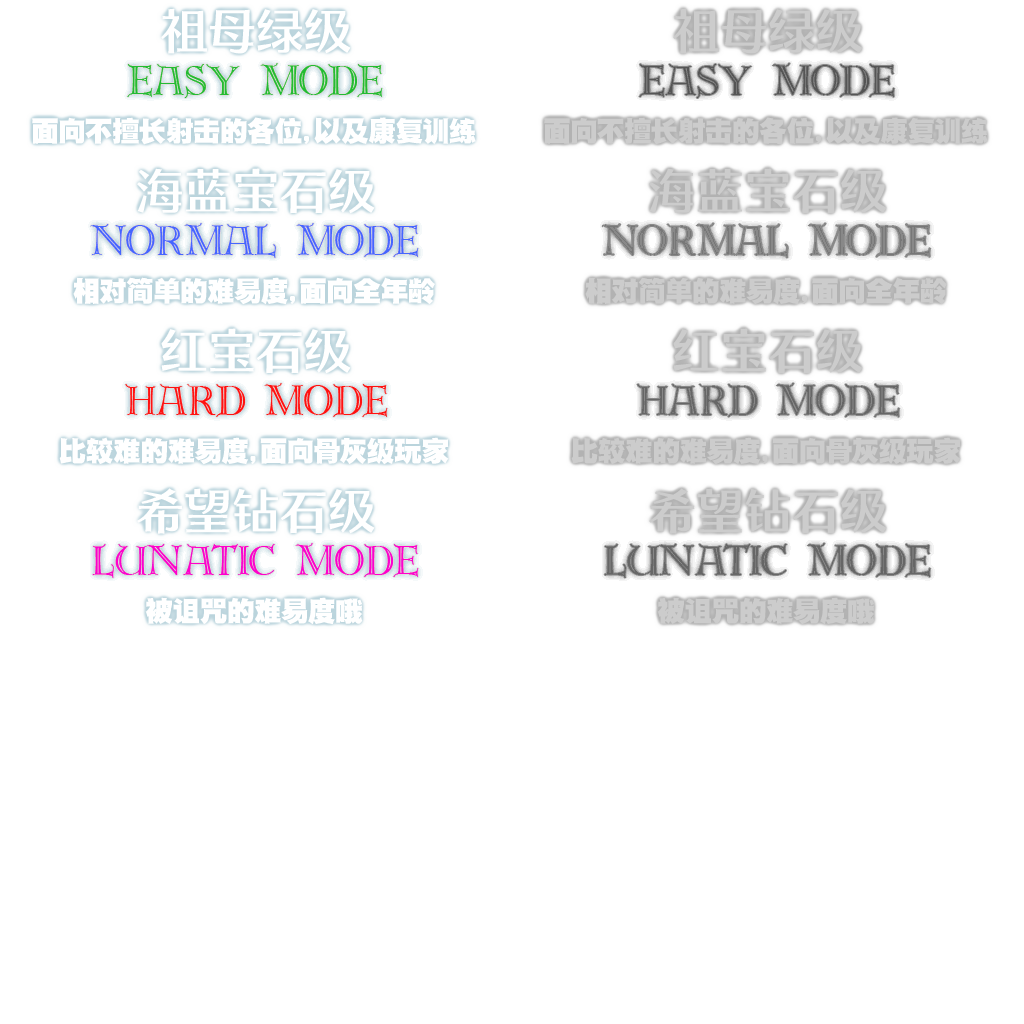 祖母绿级
EASY MODE
面向不擅长射击的各位,以及康复训练
海蓝宝石级
NORMAL MODE
相对简单的难易度,面向全年龄
红宝石级
HARD MODE
比较难的难易度,面向骨灰级玩家
希望钻石级
LUNATIC MODE
被诅咒的难易度哦
祖母绿级
EASY MODE
面向不擅长射击的各位,以及康复训练
海蓝宝石级
NORMAL MODE
相对简单的难易度,面向全年龄
红宝石级
HARD MODE
比较难的难易度,面向骨灰级玩家
希望钻石级
LUNATIC MODE
被诅咒的难易度哦